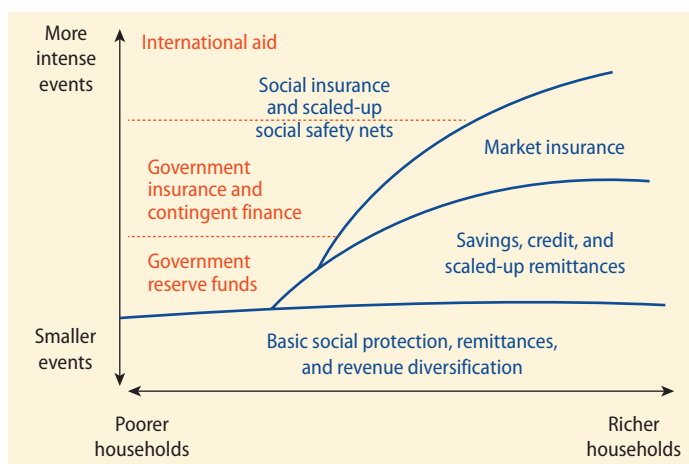 More
intense
events
International aid
Social insurance
and scaled-up
social safety nets
Market insurance
Government
insurance and
contingent finance
Savings, credit, and
scaled-up remittances
Government
reserve funds
Smaller
events
Basic social protection, remittances,
and revenue diversification
Poorer
households
Richer
households